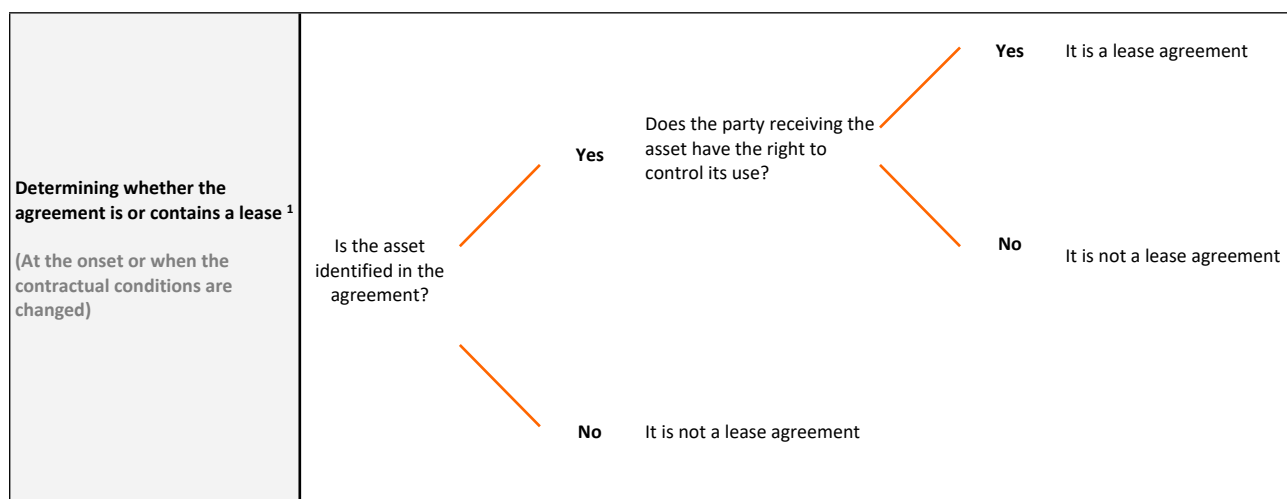 Determining whether the
agreement is or contains a lease 1
(At the onset or when the
contractual conditions are
changed)
Is the asset
identified in the
agreement?
Yes
Does the party receiving the
asset have the right to
control its use?
Yes
It is a lease agreement
No
It is not a lease agreement
No
It is not a lease agreement